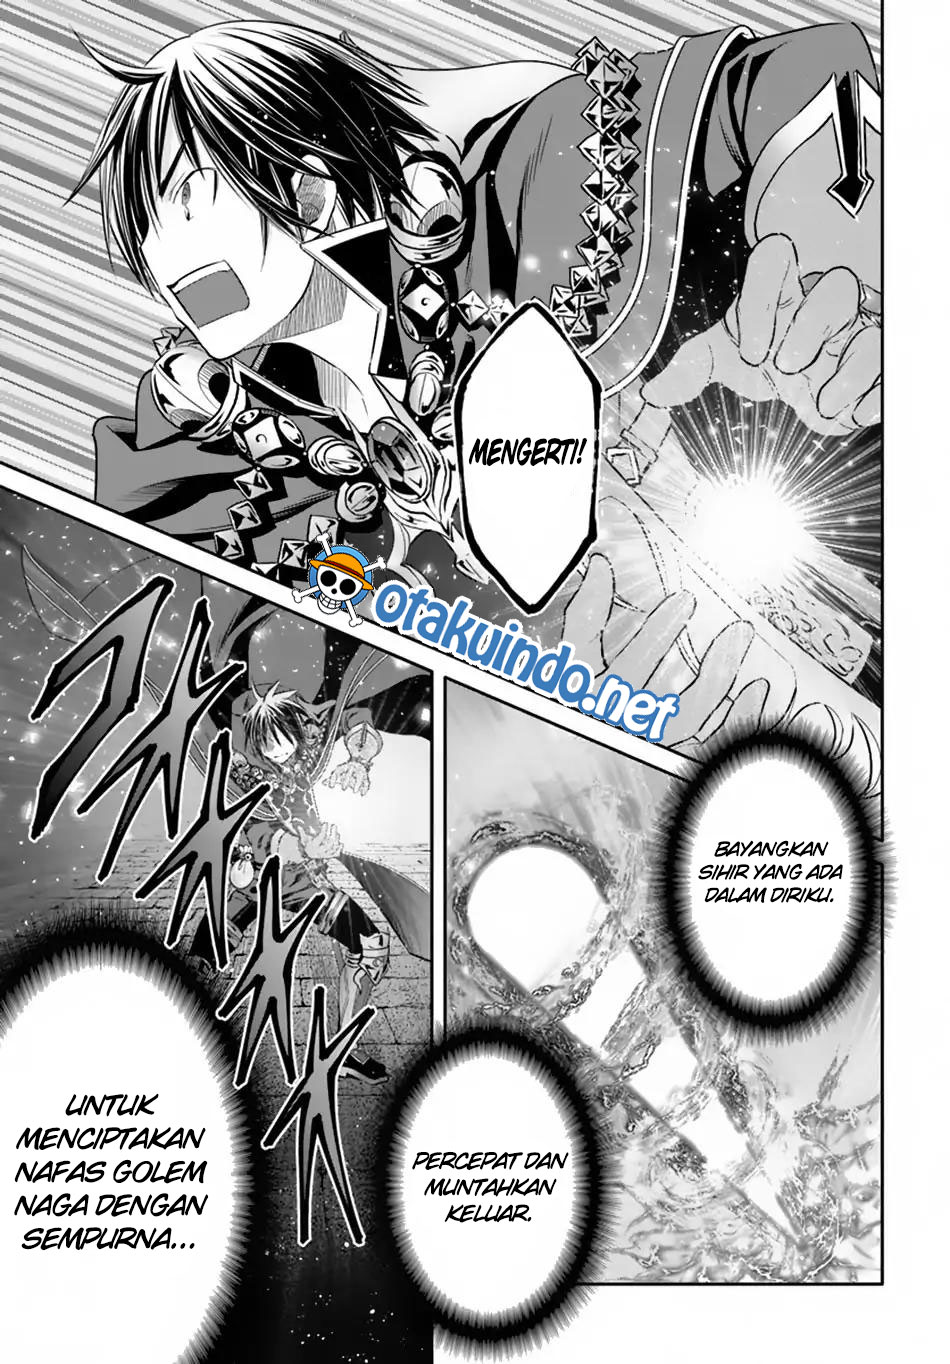 MENGERTI!
otakuindo.net
BAYANGKAN
SIHIR YANG ADA
DALAM DIRIKU.
PERCEPAT DAN
MUNTAHKAN
KELUAR.
UNTUK
MENCIPTAKAN
NAFAS GOLEM
NAGA DENGAN
SEMPURNA...